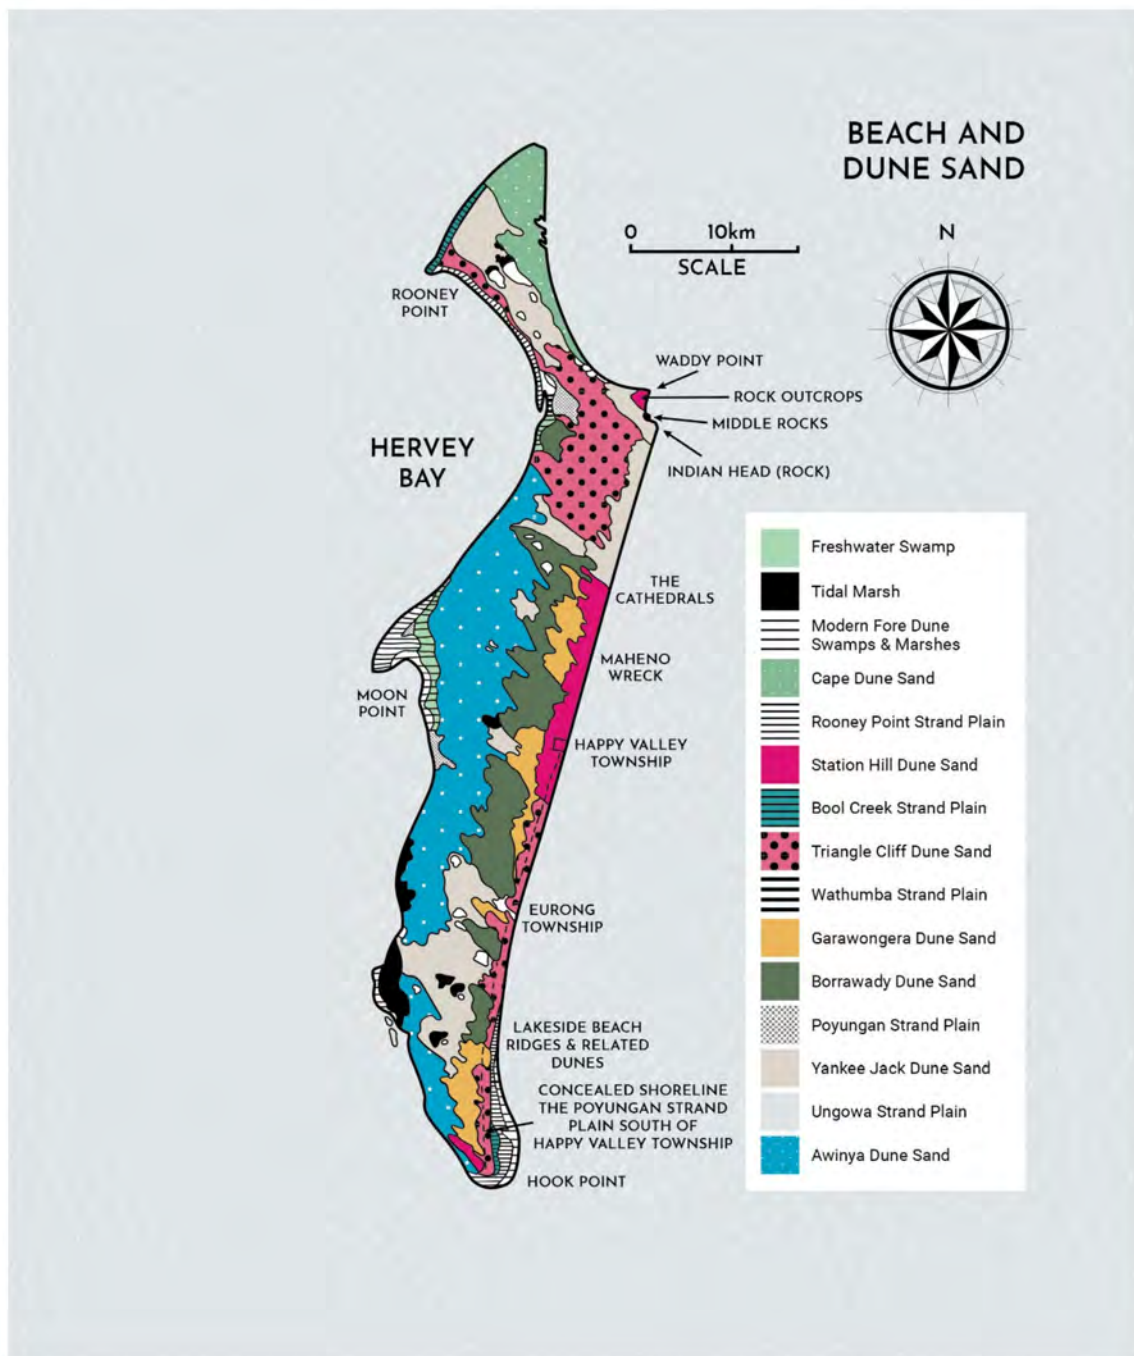 BEACH AND
DUNE SAND
0 10km
SCALE
N
ROONEY
POINT
WADDY POINT
ROCK OUTCROPS
MIDDLE ROCKS
INDIAN HEAD (ROCK)
HERVEY
BAY
THE
CATHEDRALS
MAHENO
WRECK
MOON
POINT
HAPPY VALLEY
TOWNSHIP
EURONG
TOWNSHIP
LAKESIDE BEACH
RIDGES & RELATED
DUNES
CONCEALED SHORELINE
THE POYUNGAN STRAND
PLAIN SOUTH OF
HAPPY VALLEY TOWNSHIP
HOOK POINT
Freshwater Swamp
Tidal Marsh
Modern Fore Dune
Swamps & Marshes
Cape Dune Sand
Rooney Point Strand Plain
Station Hill Dune Sand
Bool Creek Strand Plain
Triangle Cliff Dune Sand
Wathumba Strand Plain
Garawongera Dune Sand
Borrawady Dune Sand
Poyungan Strand Plain
Yankee Jack Dune Sand
Ungowa Strand Plain
Awinya Dune Sand